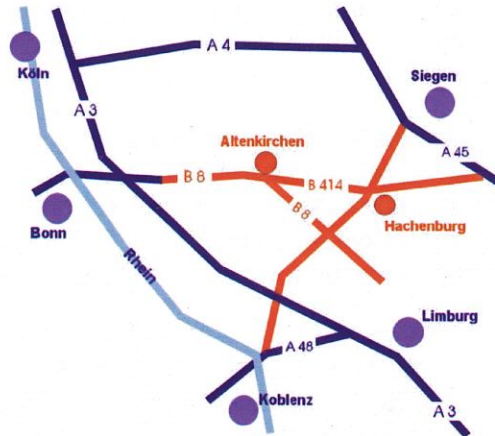 Köln
A 4
Siegen
A 3
A 45
Altenkirchen
B 8
B 414
B 8
Hachenburg
Bonn
Rhein
Limburg
A 48
Koblenz
A 3